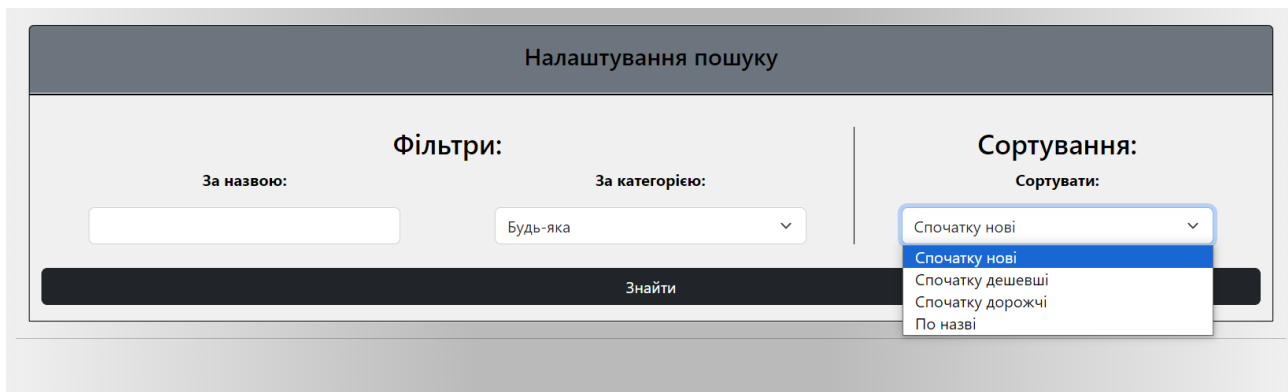 Налаштування пошуку
Фільтри:
Сортування:
За назвою:
За категорією:
Сортувати:
Будь-яка
Спочатку нові
Спочатку нові
Спочатку дешевші
Спочатку дорожчі
По назві
Знайти